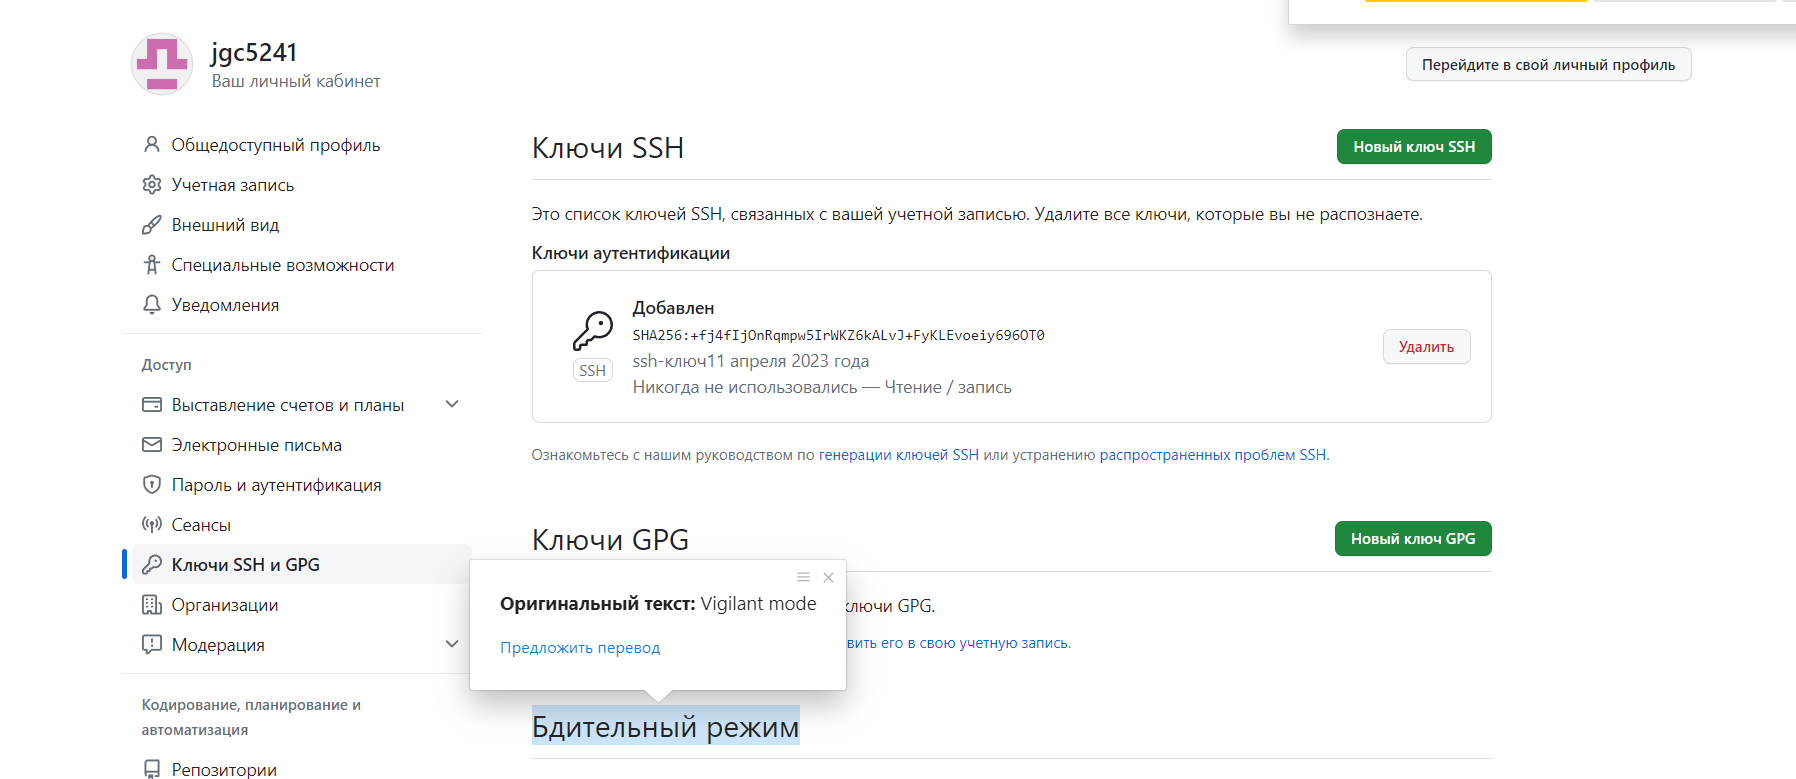 jgc5241
Ваш личный кабинет
Перейдите в свой личный профиль
Общедоступный профиль
Учетная запись
Внешний вид
Специальные возможности
Уведомления
Доступ
Выставление счетов и планы
Электронные письма
Пароль и аутентификация
Сеансы
Ключи SSH и GPG
Организации
Модерация
Кодирование, планирование и
автоматизация
Репозитории
Ключи SSH
Новый ключ SSH
Это список ключей SSH, связанных с вашей учетной записью. Удалите все ключи, которые вы не распознаете.
Ключи аутентификации
Добавлен
SHA256:+fj4fIjOnRqmpw5IrWKZ6kALvJ+FyKLEvoeiy696OT0
ssh-ключ11 апреля 2023 года
Никогда не использовались — Чтение / запись
SSH
Удалить
Ознакомьтесь с нашим руководством по генерации ключей SSH или устранению распространенных проблем SSH.
Ключи GPG
Новый ключ GPG
ключи GPG.
вить его в свою учетную запись.
Оригинальный текст: Vigilant mode
Предложить перевод
Бдительный режим